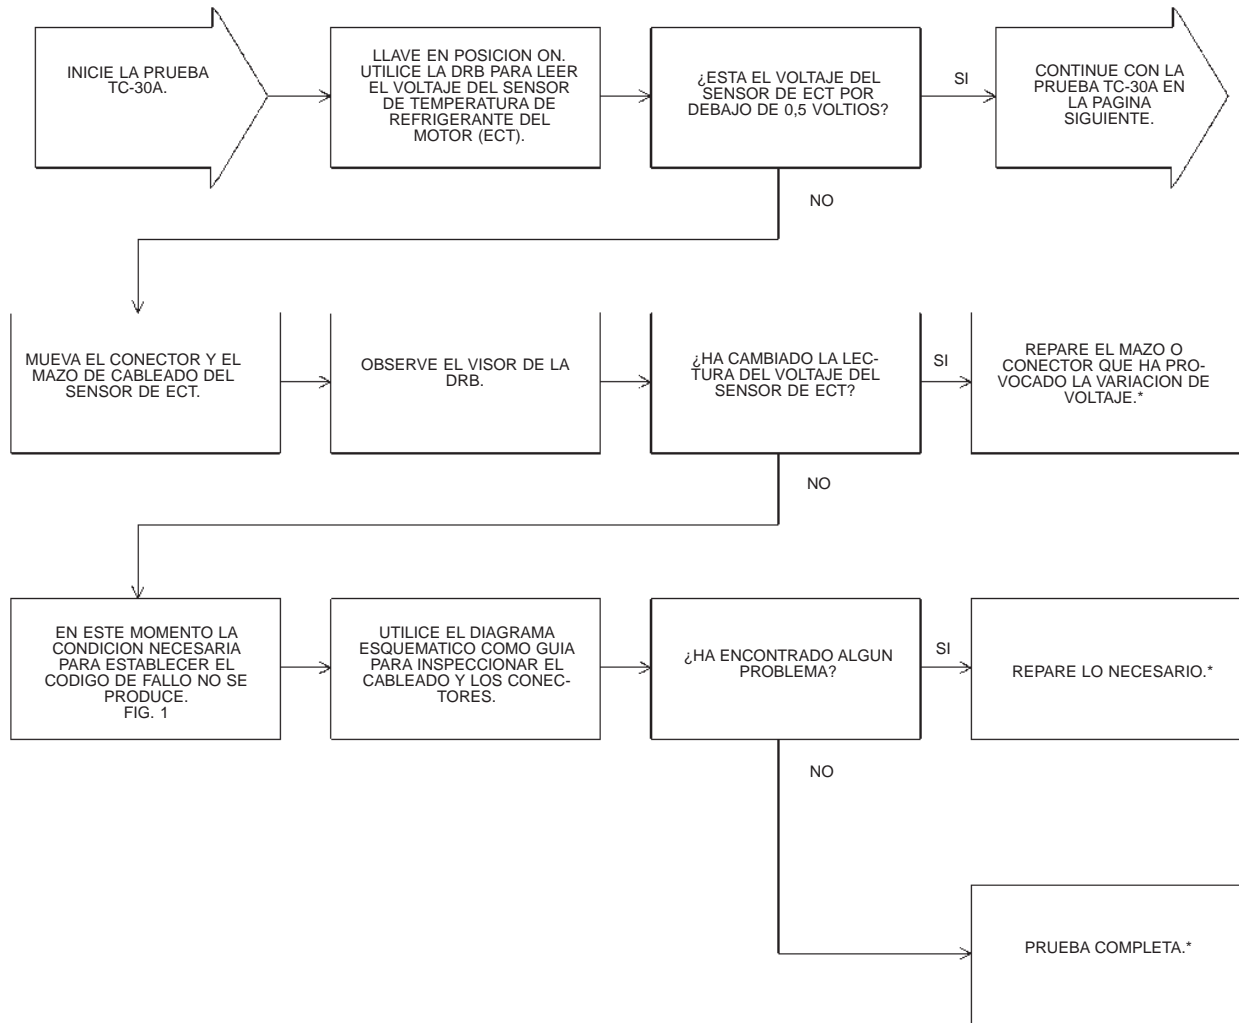 INICIE LA PRUEBA
TC-30A.
LLAVE EN POSICION ON.
UTILICE LA DRB PARA LEER
EL VOLTAJE DEL SENSOR
DE TEMPERATURA DE
REFRIGERANTE DEL
MOTOR (ECT).
¿ESTA EL VOLTAJE DEL
SENSOR DE ECT POR
DEBAJO DE 0,5 VOLTIOS?
SI
CONTINUE CON LA
PRUEBA TC-30A EN
LA PAGINA
SIGUIENTE.
NO
MUEVA EL CONECTOR Y EL
MAZO DE CABLEADO DEL
SENSOR DE ECT.
OBSERVE EL VISOR DE LA
DRB.
¿HA CAMBIADO LA LEC-
TURA DEL VOLTAJE DEL
SENSOR DE ECT?
SI
REPARE EL MAZO O
CONECTOR QUE HA PRO-
VOCADO LA VARIACION DE
VOLTAJE.*
NO
EN ESTE MOMENTO LA
CONDICION NECESARIA
PARA ESTABLECER EL
CODIGO DE FALLO NO SE
PRODUCE.
FIG. 1
UTILICE EL DIAGRAMA
ESQUEMATICO COMO GUIA
PARA INSPECCIONAR EL
CABLEADO Y LOS CONEC-
TORES.
¿HA ENCONTRADO ALGUN
PROBLEMA?
SI
REPARE LO NECESARIO.*
NO
PRUEBA COMPLETA.*